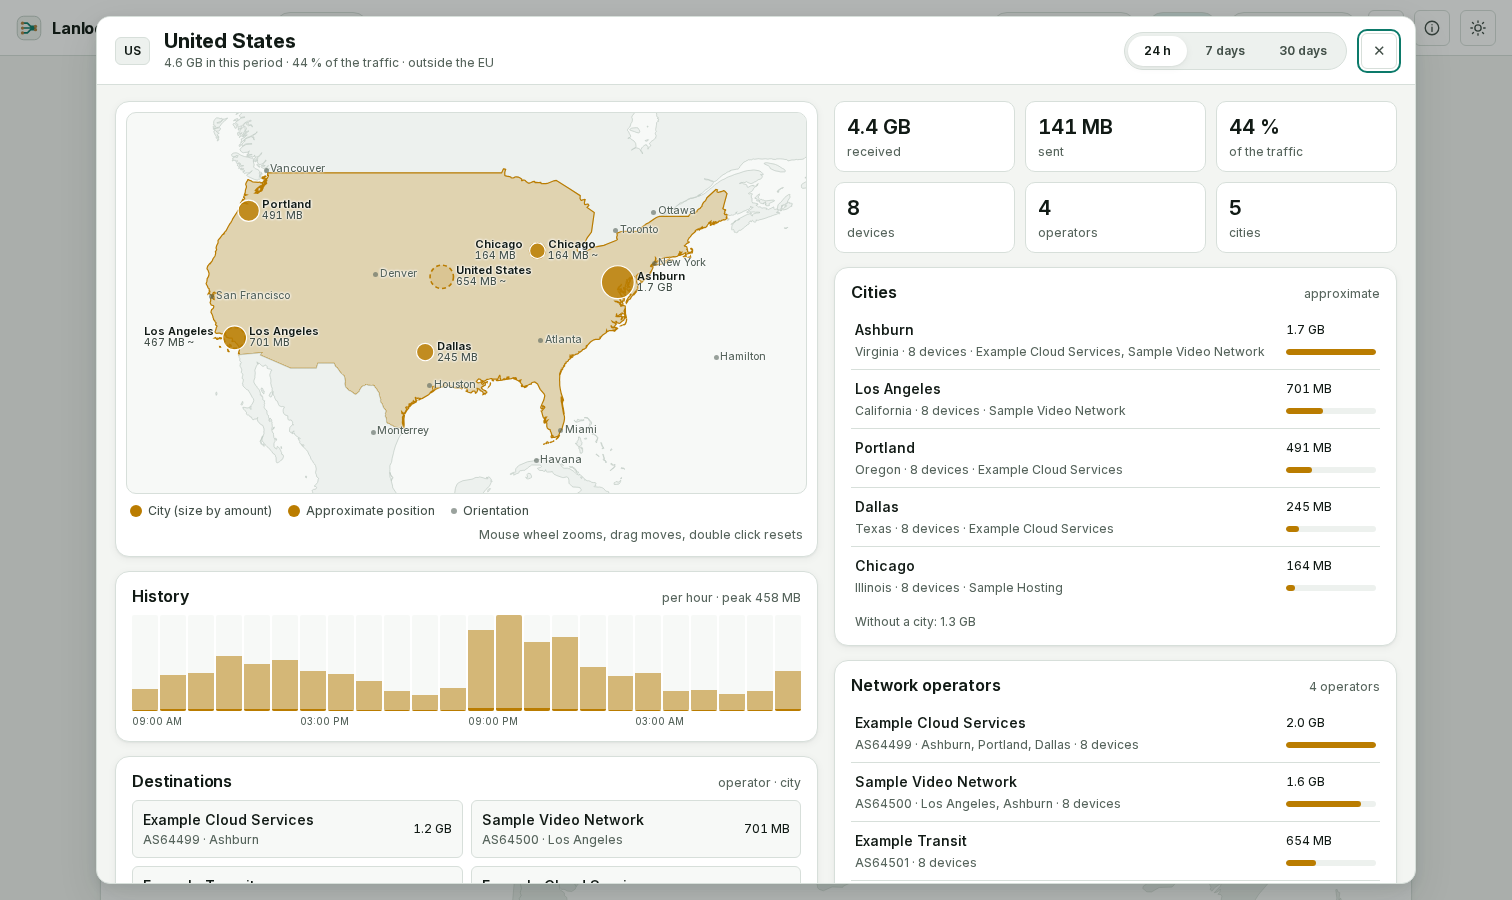 Lanloc
US
United States
4.6 GB in this period · 44 % of the traffic · outside the EU
24 h
7 days
30 days
Vancouver
Portland
491 MB
Ottawa
Toronto
Chicago
164 MB
Chicago
164 MB ~
New York
Denver
United States
654 MB ~
Ashburn
1.7 GB
San Francisco
Los Angeles
467 MB ~
Los Angeles
701 MB
Dallas
245 MB
Atlanta
Hamilton
Houston
Monterrey
Miami
Havana
City (size by amount)
Approximate position
Orientation
Mouse wheel zooms, drag moves, double click resets
History
per hour · peak 458 MB
09:00 AM
03:00 PM
09:00 PM
03:00 AM
Destinations
operator · city
Example Cloud Services
AS64499 · Ashburn
1.2 GB
Sample Video Network
AS64500 · Los Angeles
701 MB
4.4 GB
received
141 MB
sent
44 %
of the traffic
8
devices
4
operators
5
cities
Cities
approximate
Ashburn
1.7 GB
Virginia · 8 devices · Example Cloud Services, Sample Video Network
Los Angeles
701 MB
California · 8 devices · Sample Video Network
Portland
491 MB
Oregon · 8 devices · Example Cloud Services
Dallas
245 MB
Texas · 8 devices · Example Cloud Services
Chicago
164 MB
Illinois · 8 devices · Sample Hosting
Without a city: 1.3 GB
Network operators
4 operators
Example Cloud Services
2.0 GB
AS64499 · Ashburn, Portland, Dallas · 8 devices
Sample Video Network
1.6 GB
AS64500 · Los Angeles, Ashburn · 8 devices
Example Transit
654 MB
AS64501 · 8 devices